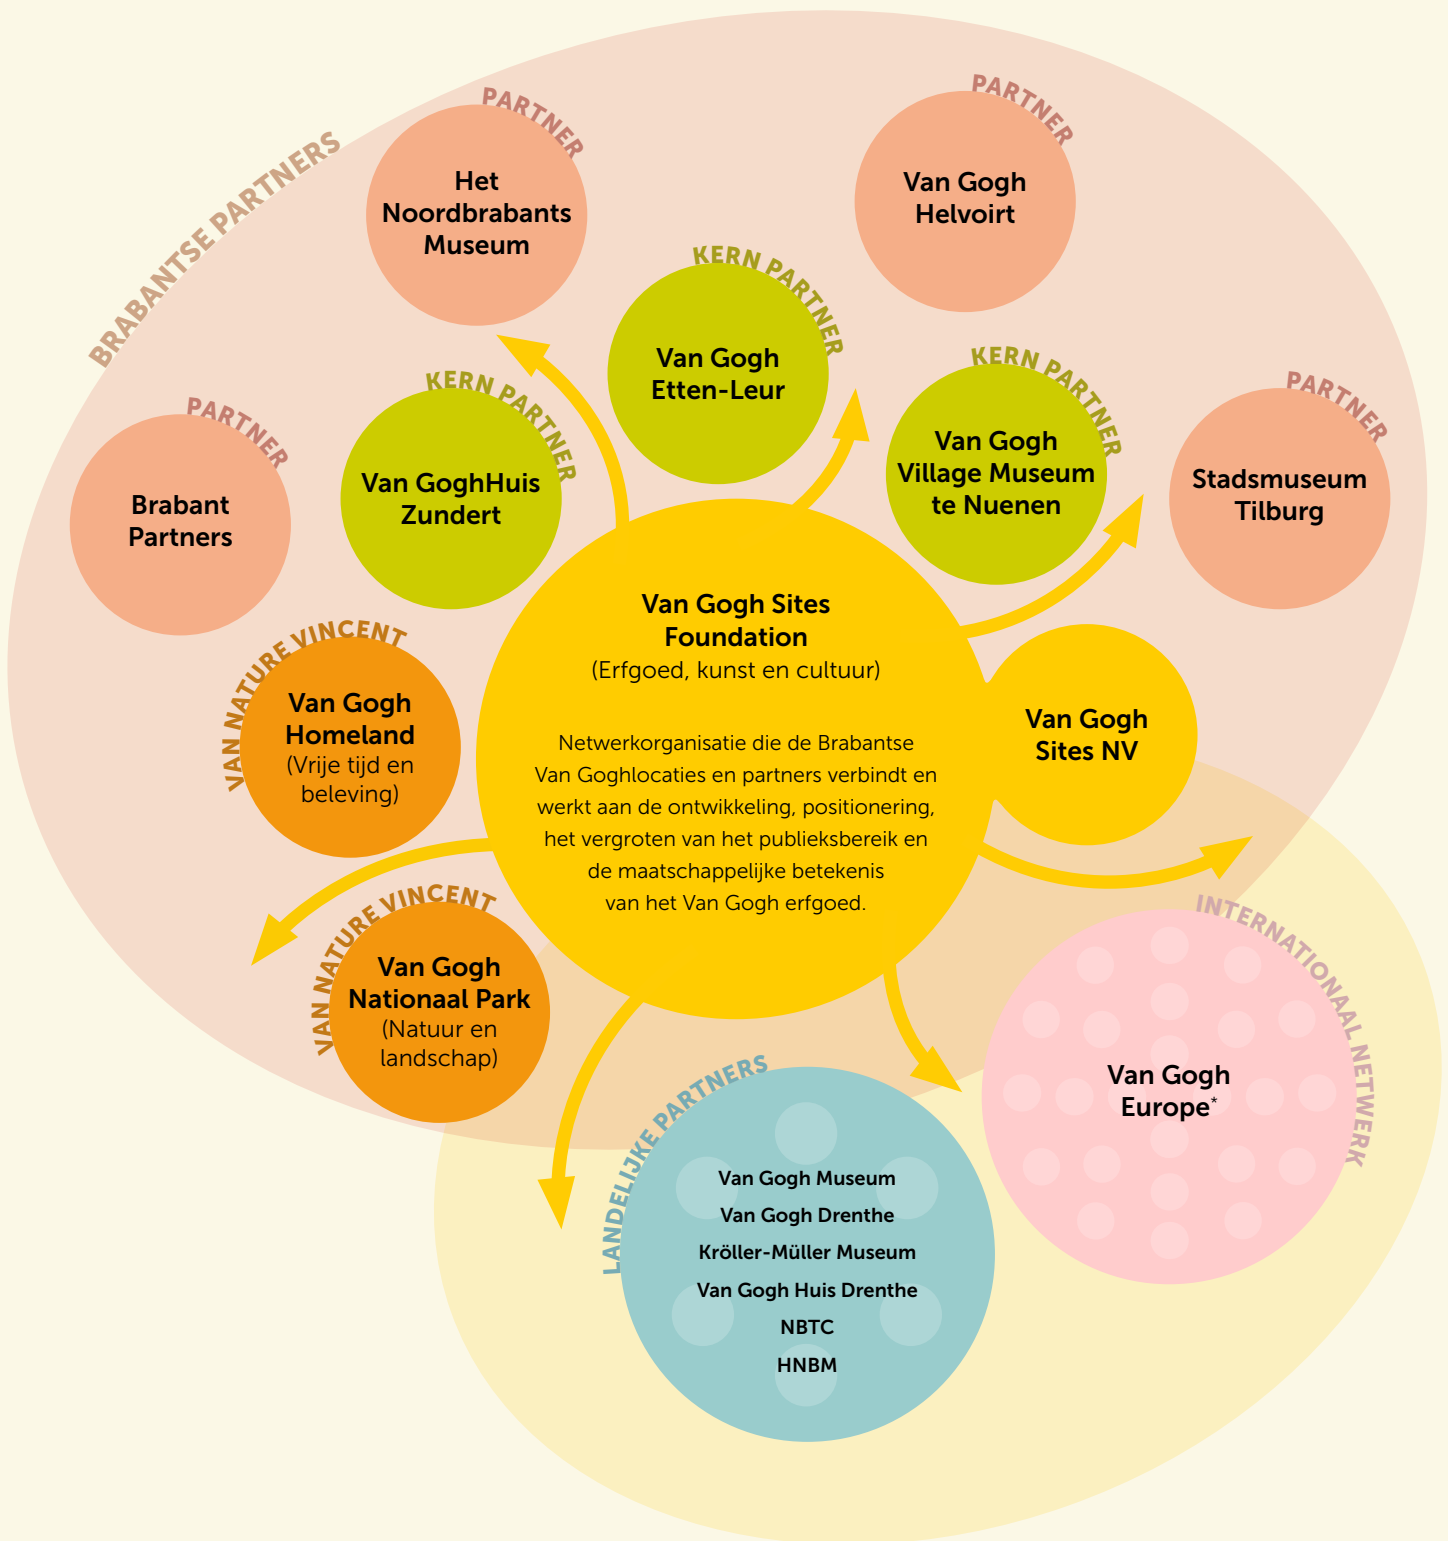 BRABANTSE PARTNERS
PARTNER
Het
Noordbrabants
Museum
PARTNER
Van Gogh
Helvoirt
KERN PARTNER
Van Gogh
Etten-Leur
PARTNER
Brabant
Partners
KERN PARTNER
Van GoghHuis
Zundert
KERN PARTNER
Van Gogh
Village Museum
te Nuenen
PARTNER
Stadsmuseum
Tilburg
Van Gogh Sites
Foundation
(Erfgoed, kunst en cultuur)
Netwerkorganisatie die de Brabantse
Van Goghlocaties en partners verbindt en
werkt aan de ontwikkeling, positionering,
het vergroten van het publieksbereik en
de maatschappelijke betekenis
van het Van Gogh erfgoed.
Van Gogh
Sites NV
VAN NATURE VINCENT
Van Gogh
Homeland
(Vrije tijd en
beleving)
VAN NATURE VINCENT
Van Gogh
Nationaal Park
(Natuur en
landschap)
LANDELIJKE PARTNERS
Van Gogh Museum
Van Gogh Drenthe
Kröller-Müller Museum
Van Gogh Huis Drenthe
NBTC
HNBM
INTERNATIONAAL NETWERK
Van Gogh
Europe*